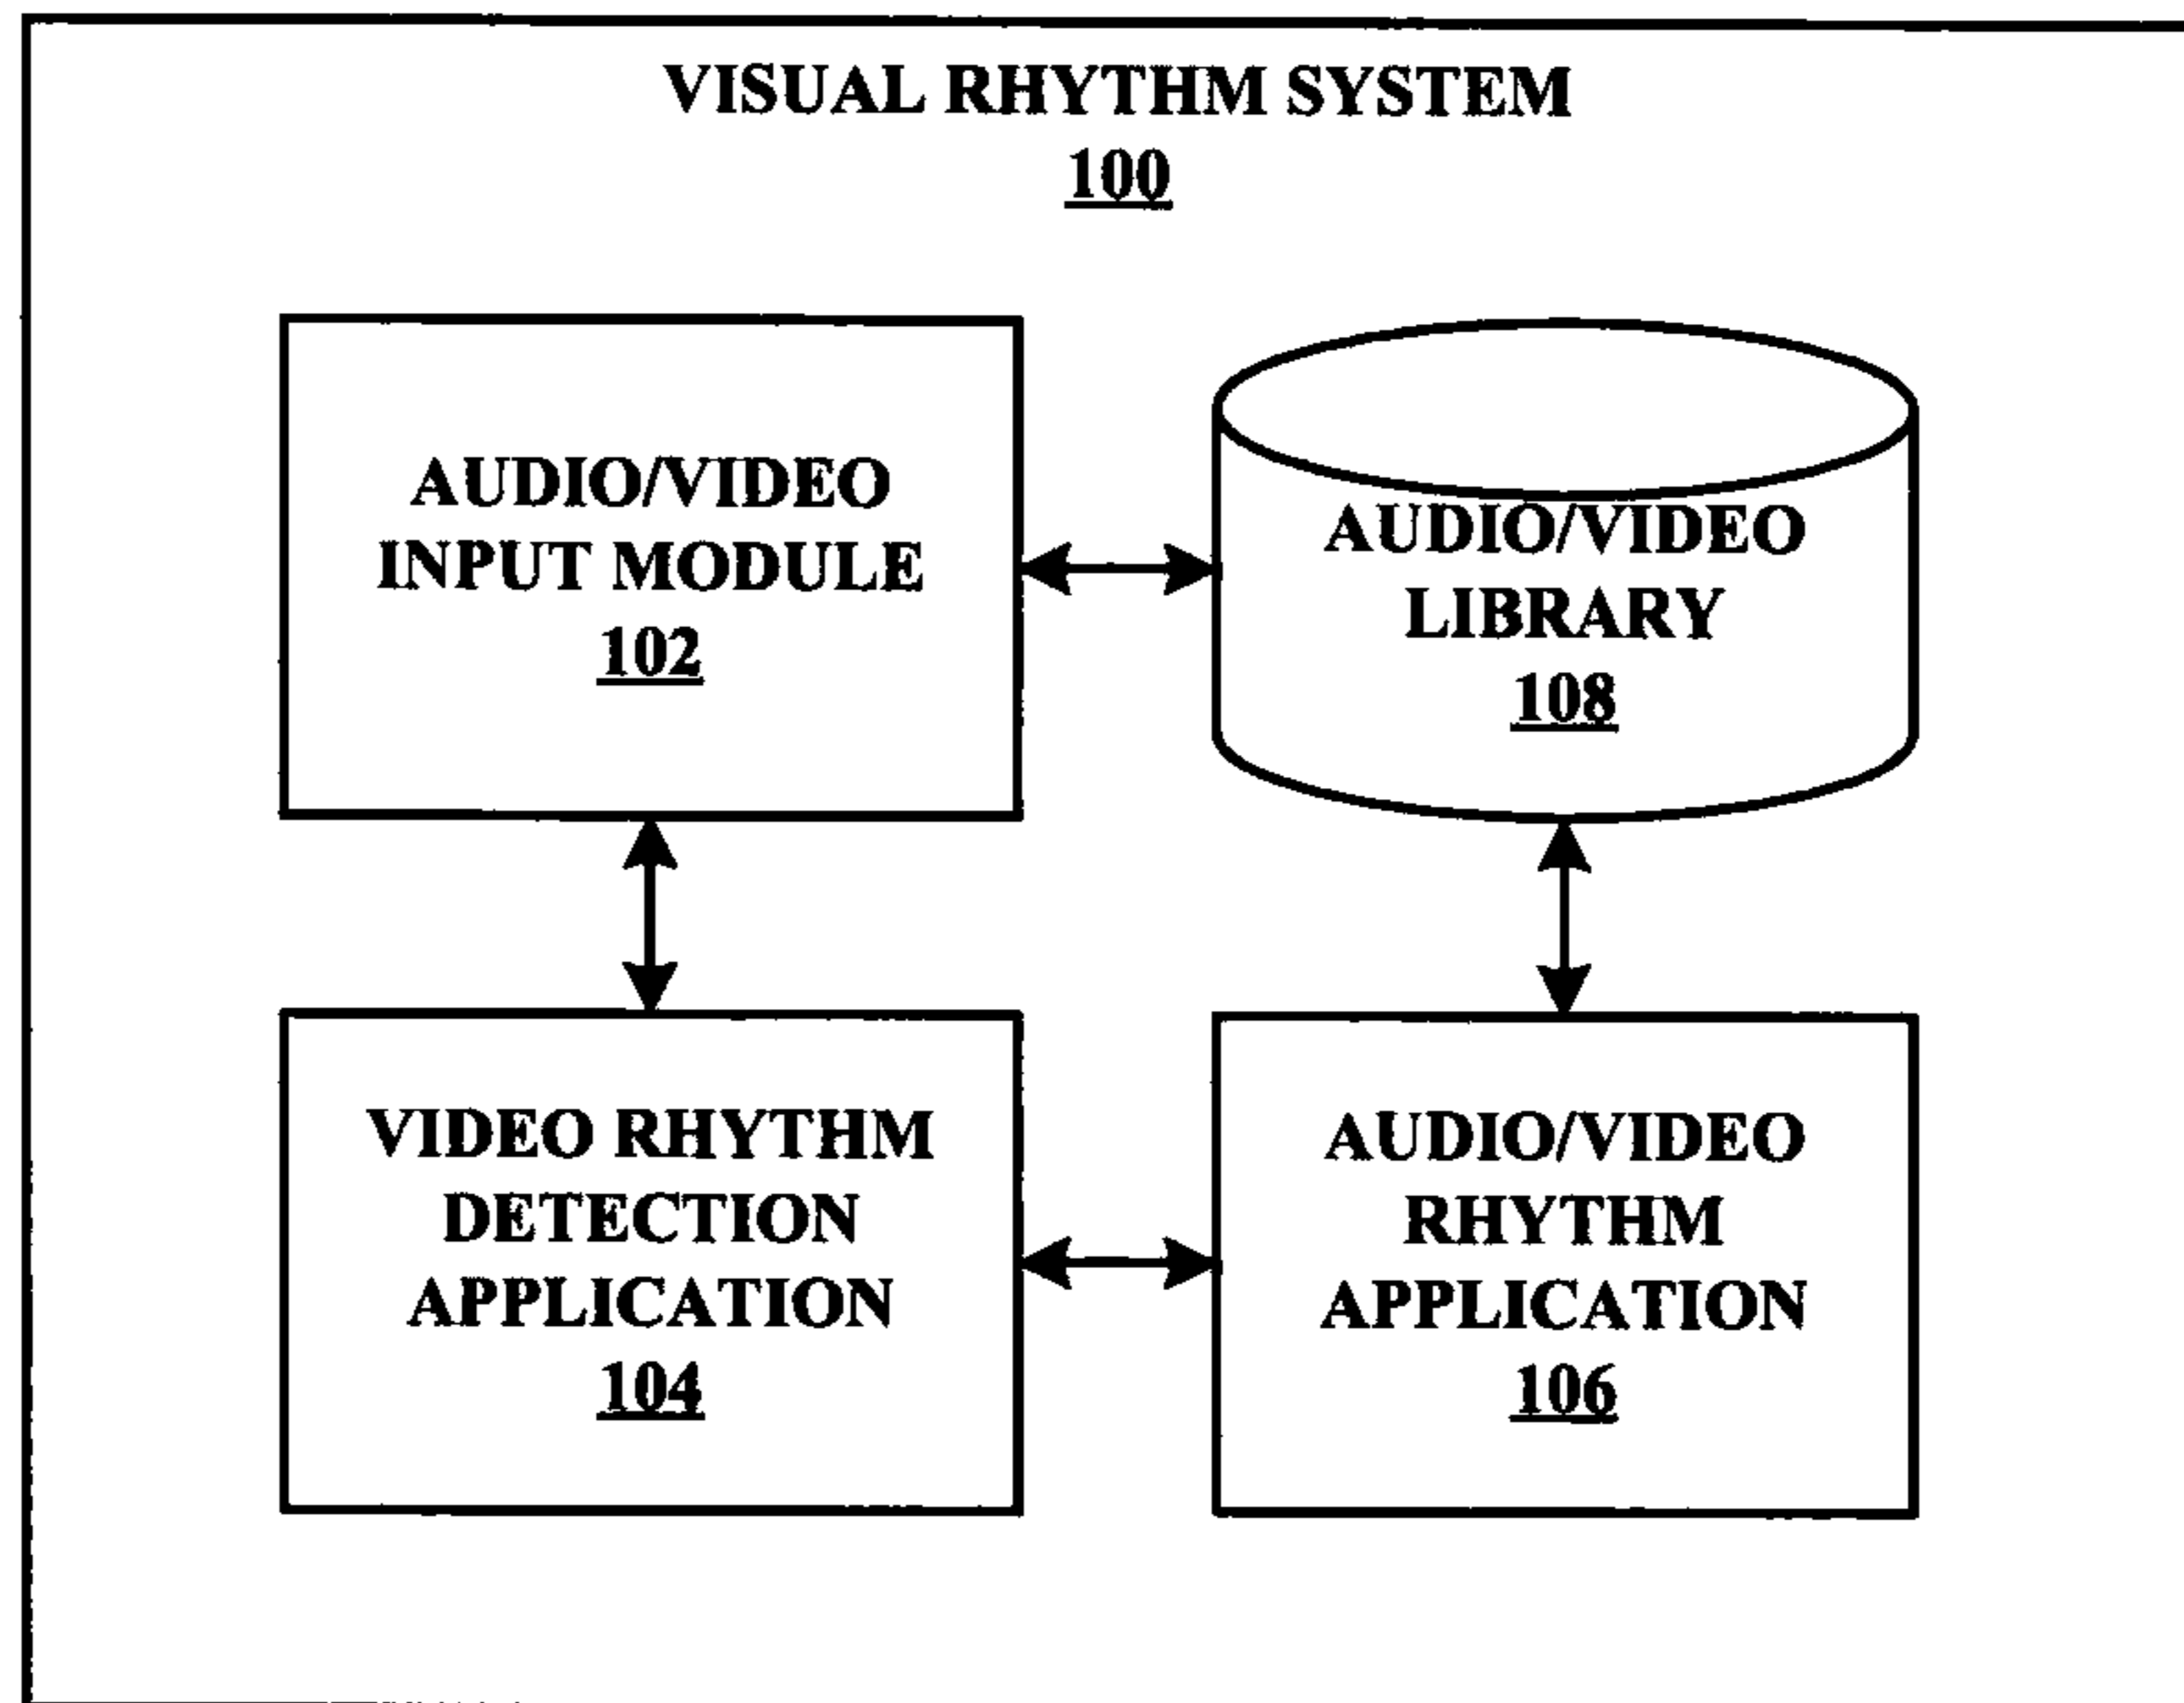 VISUAL RHYTHM SYSTEM
100
AUDIO/VIDEO
INPUT MODULE
102
AUDIO/VIDEO
LIBRARY
108
VIDEO RHYTHM
DETECTION
APPLICATION
104
AUDIO/VIDEO
RHYTHM
APPLICATION
106